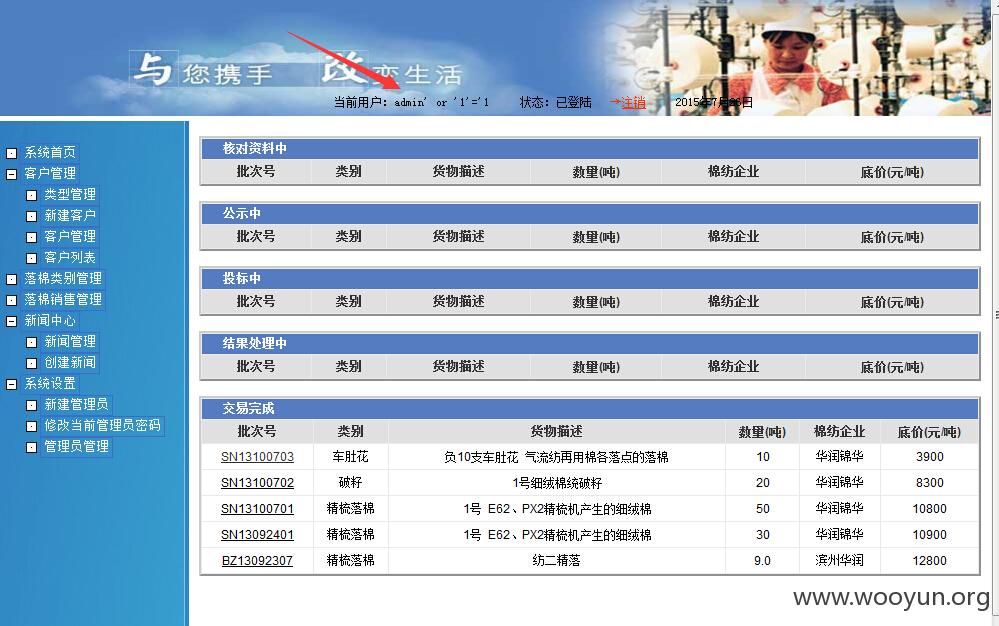 与您携手 改变生活
当前用户：admin' or '1'='1 状态：已登陆 →注销 2015年7月28日
系统首页
客户管理
类型管理
新建客户
客户管理
客户列表
落棉类别管理
落棉销售管理
新闻中心
新闻管理
创建新闻
系统设置
新建管理员
修改当前管理员密码
管理员管理
核对资料中
批次号 类别 货物描述 数量(吨) 棉纺企业 底价(元/吨)
公示中
批次号 类别 货物描述 数量(吨) 棉纺企业 底价(元/吨)
投标中
批次号 类别 货物描述 数量(吨) 棉纺企业 底价(元/吨)
结果处理中
批次号 类别 货物描述 数量(吨) 棉纺企业 底价(元/吨)
交易完成
批次号 类别 货物描述 数量(吨) 棉纺企业 底价(元/吨)
SN13100703 车肚花 负10支车肚花 气流纺再用棉各落点的落棉 10 华润锦华 3900
SN13100702 破籽 1号细绒棉统破籽 20 华润锦华 8300
SN13100701 精梳落棉 1号 E62、PX2精梳机产生的细绒棉 50 华润锦华 10800
SN13092401 精梳落棉 1号 E62、PX2精梳机产生的细绒棉 30 华润锦华 10900
BZ13092307 精梳落棉 纺二精落 9.0 滨州华润 12800
www.wooyun.org